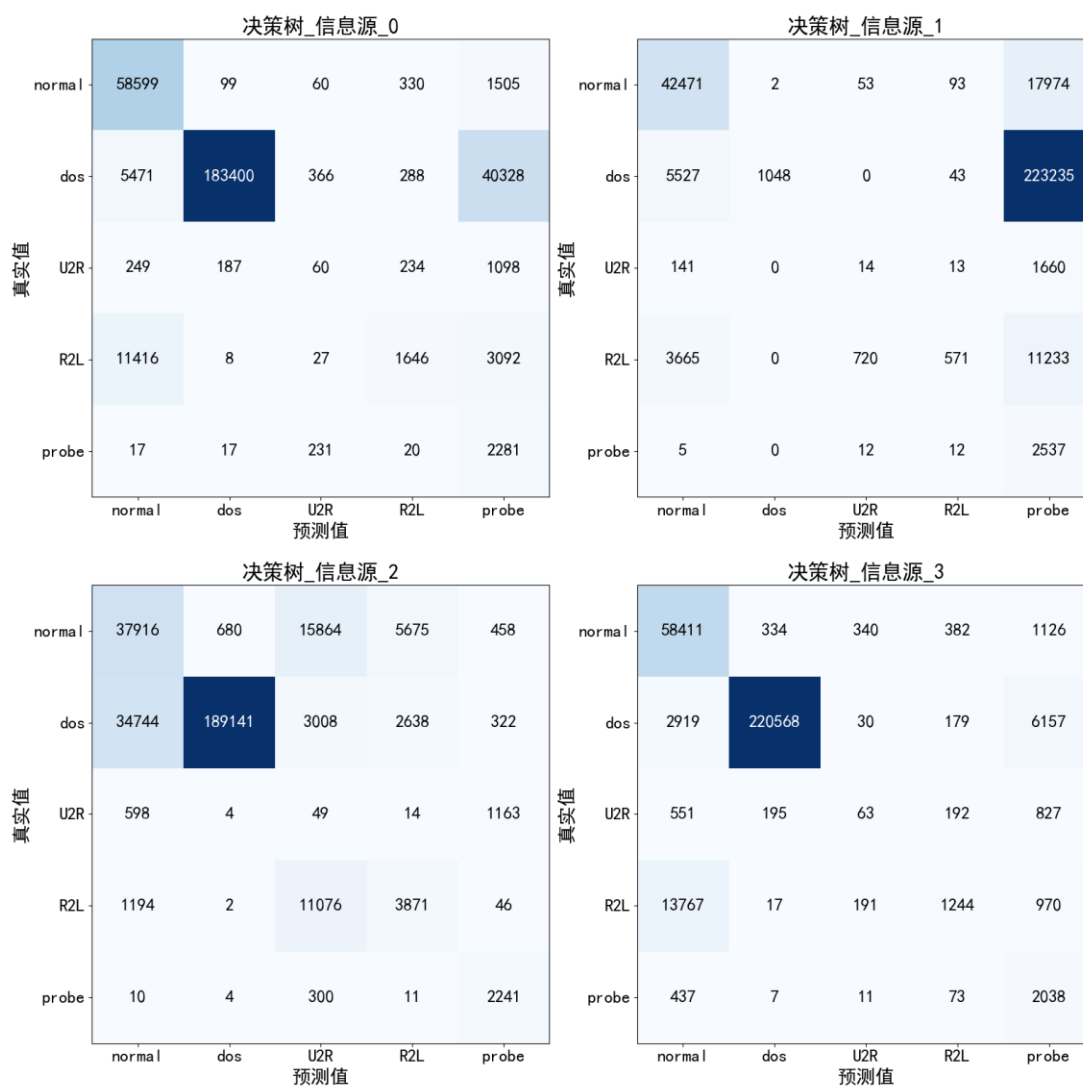 决策树_信息源_0
normal 58599 99 60 330 1505
dos 5471 183400 366 288 40328
U2R 249 187 60 234 1098
R2L 11416 8 27 1646 3092
probe 17 17 231 20 2281
normal dos U2R R2L probe
预测值
真实值
决策树_信息源_1
normal 42471 2 53 93 17974
dos 5527 1048 0 43 223235
U2R 141 0 14 13 1660
R2L 3665 0 720 571 11233
probe 5 0 12 12 2537
normal dos U2R R2L probe
预测值
真实值
决策树_信息源_2
normal 37916 680 15864 5675 458
dos 34744 189141 3008 2638 322
U2R 598 4 49 14 1163
R2L 1194 2 11076 3871 46
probe 10 4 300 11 2241
normal dos U2R R2L probe
预测值
真实值
决策树_信息源_3
normal 58411 334 340 382 1126
dos 2919 220568 30 179 6157
U2R 551 195 63 192 827
R2L 13767 17 191 1244 970
probe 437 7 11 73 2038
normal dos U2R R2L probe
预测值
真实值